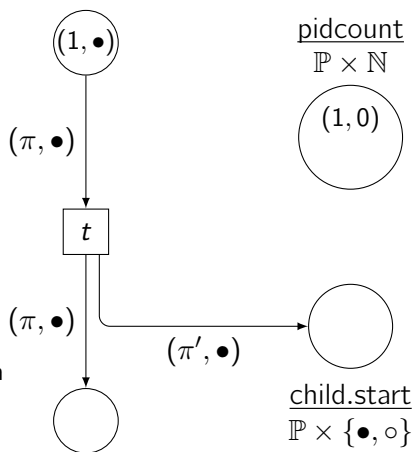 (1, •)
pidcount
ℙ × ℕ
(1, 0)
(π, •)
t
(π, •)
(π′, •)
n
child.start
ℙ × {•, ◦}